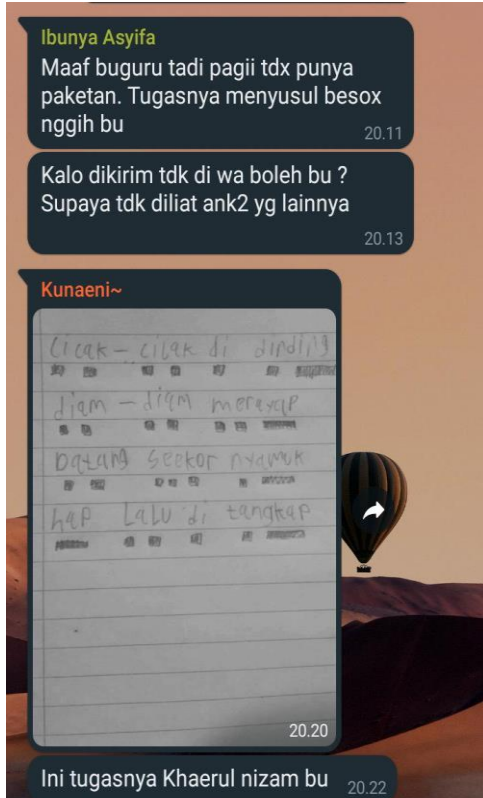 Ibunya Asyifa
Maaf buguru tadi pagii tdx punya
paketan. Tugasnya menyusul besox
nggih bu
20.11
Kalo dikirim tdk di wa boleh bu ?
Supaya tdk diliat ank2 yg lainnya
20.13
Kunaeni~
Cicak - cicak di dinding
diam - diam merayap
Datang seekor nyamuk
hap Lalu di tangkap
20.20
Ini tugasnya Khaerul nizam bu
20.22